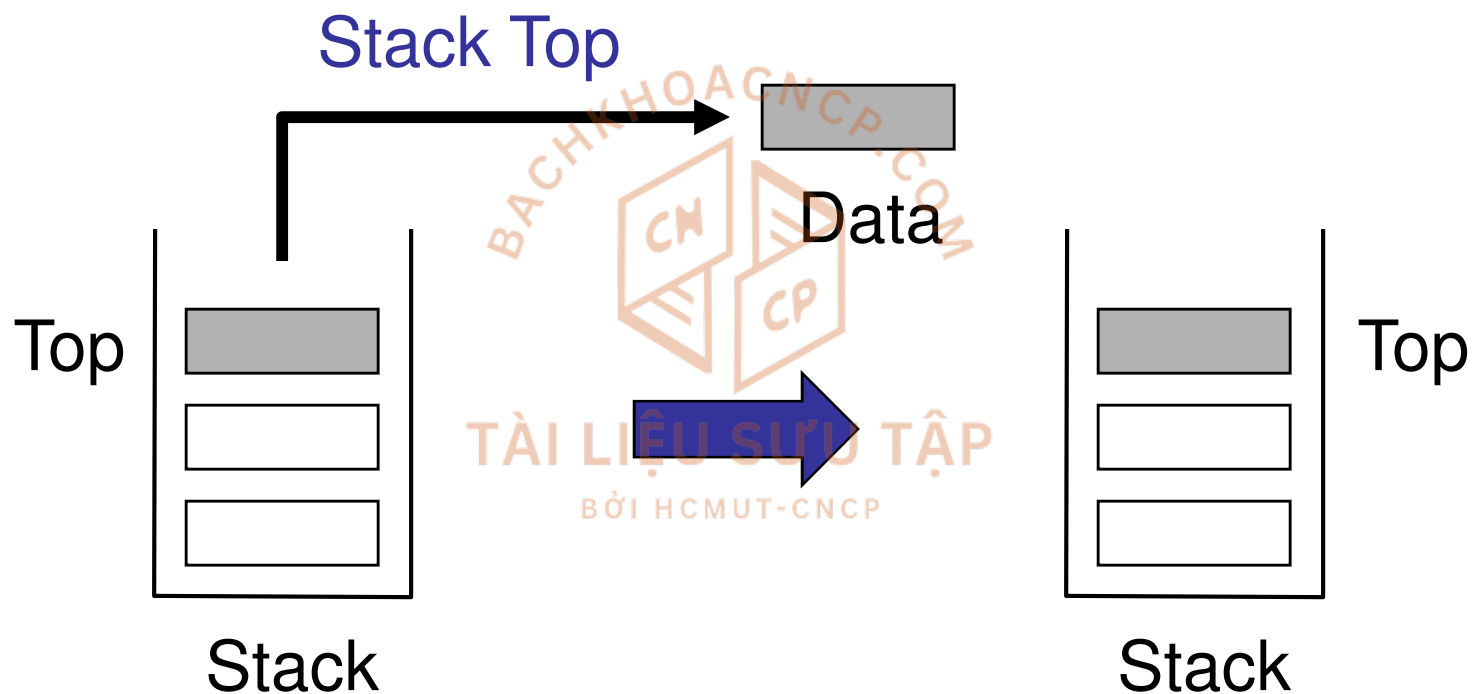 Stack Top
BACHKHOACNCP.COM
Data
CN
CP
Top
Top
TÀI LIỆU SƯU TẬP
BỞI HCMUT-CNCP
Stack
Stack